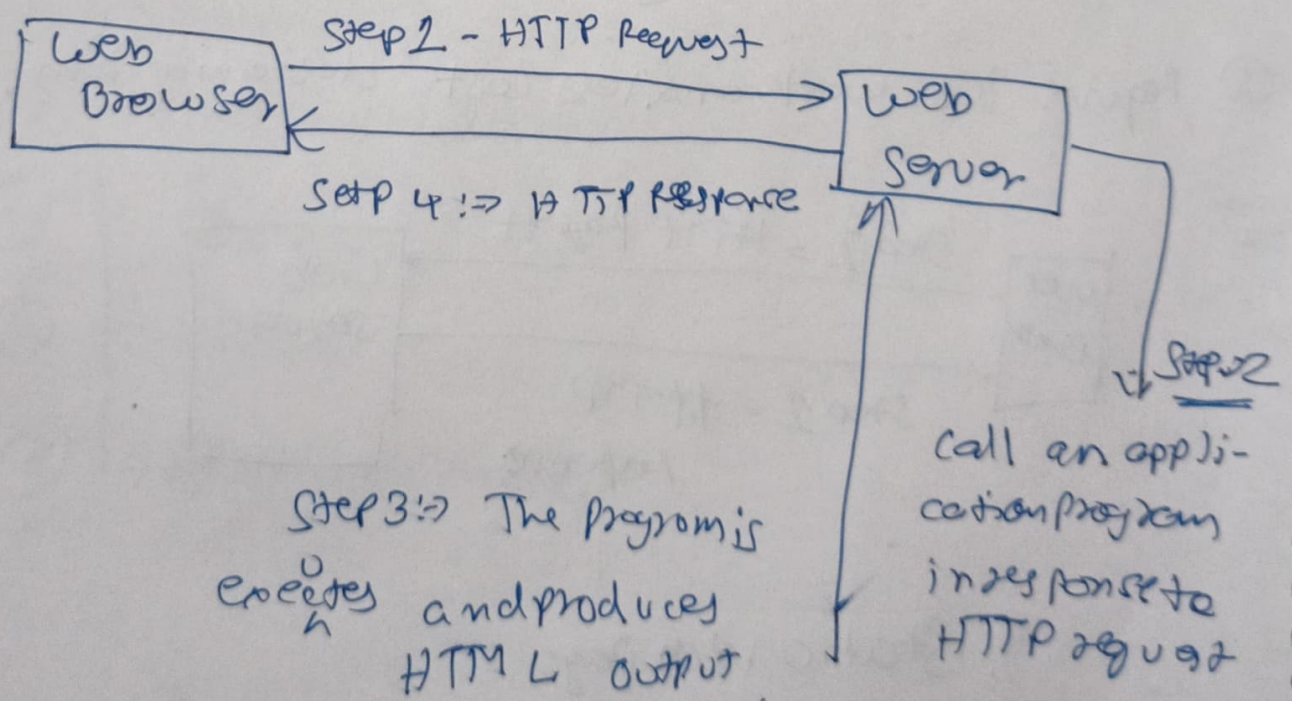 Web
Browser
Step 1 - HTTP Reequest
Web
Server
Setp 4 :=> HTTP Response
Step 2
Call an appli-
cation program
in response to
HTTP request
Step 3 :=> The Program is
executes and produces
HTML output